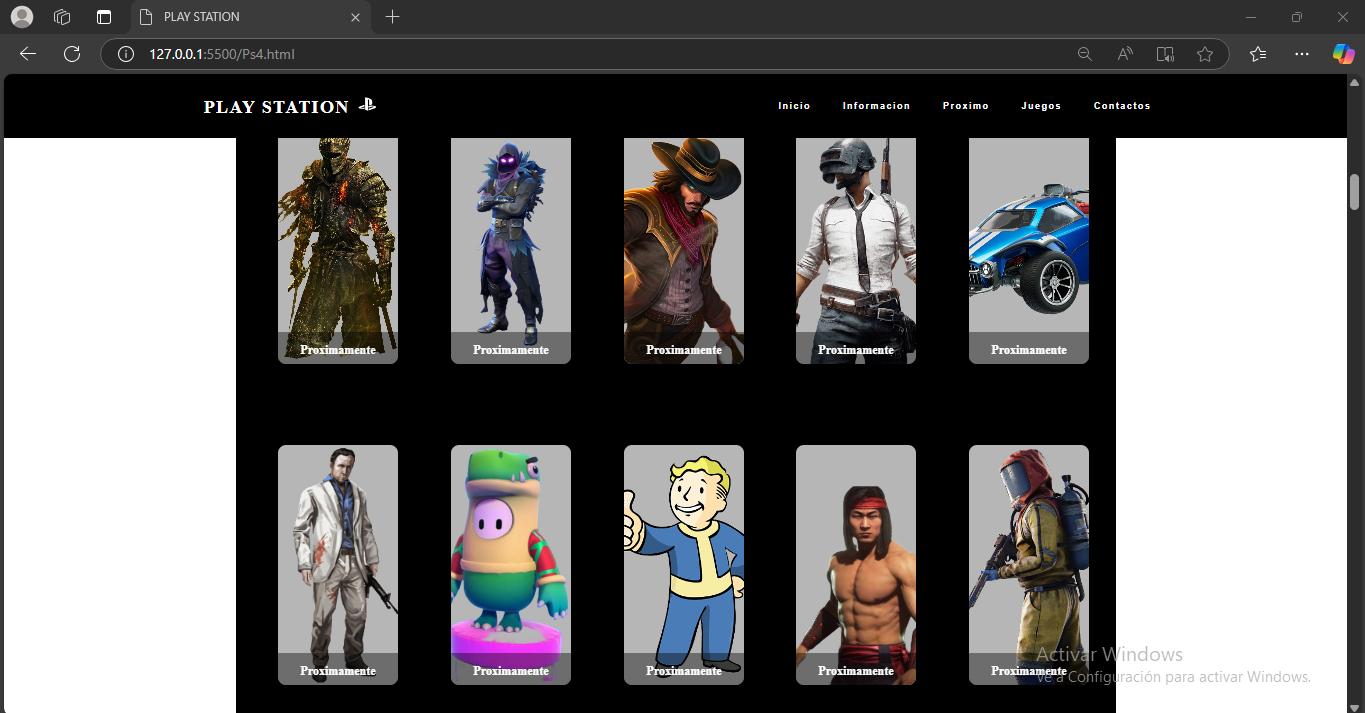 PLAY STATION
127.0.0.1:5500/Ps4.html
PLAY STATION
Inicio Informacion Proximo Juegos Contactos
Proximamente Proximamente Proximamente Proximamente Proximamente
Proximamente Proximamente Proximamente Proximamente Proximamente
Activar Windows
Ve a Configuración para activar Windows.